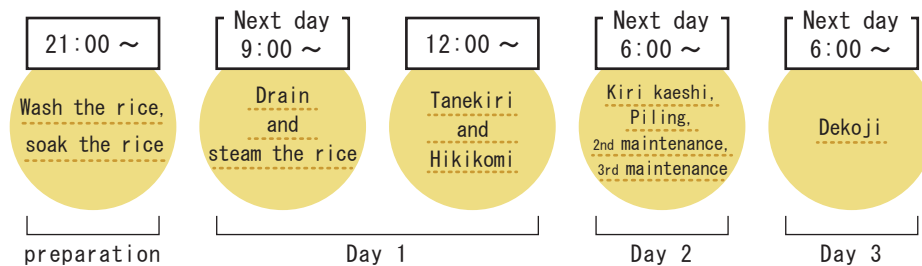 21:00 ～
Next day
9:00 ～
12:00 ～
Next day
6:00 ～
Next day
6:00 ～
Wash the rice,
soak the rice
Drain
and
steam the rice
Tanekiri
and
Hikikomi
Kiri kaeshi,
Piling,
2nd maintenance,
3rd maintenance
Dekoji
preparation
Day 1
Day 2
Day 3